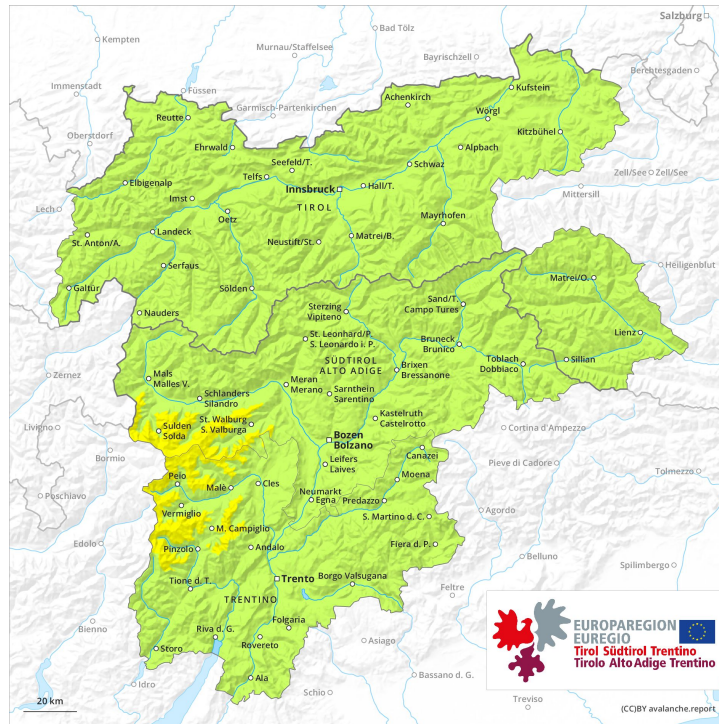 Salzburg
Kempten
Bad Tölz
Murnau/Staffelsee
Bayrischzell
Berchtesgaden
Immenstadt
Füssen
Garmisch-Partenkirchen
Achenkirch
Kufstein
Reutte
Wörgl
Oberstdorf
Ehrwald
Kitzbühel
Seefeld/T.
Alpbach
Schwaz
Telfs
Zell/See
Zell/See
Elbigenalp
Innsbruck
Hall/T.
Mittersill
Imst
TIROL
Lech
Oetz
Mayrhofen
Landeck
St. Anton/A.
Neustift/St.
Matrei/B.
Serfaus
Heiligenblut
Matrei/O.
Galtür
Sölden
Sand/T.
Campo Tures
Nauders
Sterzing
Vipiteno
Lienz
St. Leonhard/P.
S. Leonardo i. P.
Bruneck
Brunico
SÜDTIROL
ALTO ADIGE
Toblach
Dobbiaco
Sillian
Zernez
Mals
Malles V.
Meran
Merano
Brixen
Bressanone
Schlanders
Silandro
Sarnthein
Sarentino
St. Walburg
S. Valburga
Kastelruth
Castelrotto
Livigno
Sulden
Solda
Bozen
Bolzano
Cortina d'Ampezzo
Bormio
Canazei
Leifers
Laives
Pieve di Cadore
Tolmezzo
Peio
Moena
Malè
Cles
Neumarkt
Egna
Predazzo
Poschiavo
Vermiglio
Agordo
S. Martino d. C.
M. Campiglio
Edolo
Fiera d. P.
Pinzolo
Andalo
Belluno
Spilimbergo
Trento
Borgo Valsugana
Tione d. T.
Feltre
TRENTINO
Folgaria
Bienno
Riva d. G.
Rovereto
Asiago
Storo
EUROPAREGION
EUREGIO
Tirol Südtirol Trentino
Tirolo Alto Adige Trentino
Idro
Ala
Schio
Bassano d. G.
Treviso
20 km
(CC)BY avalanche.report